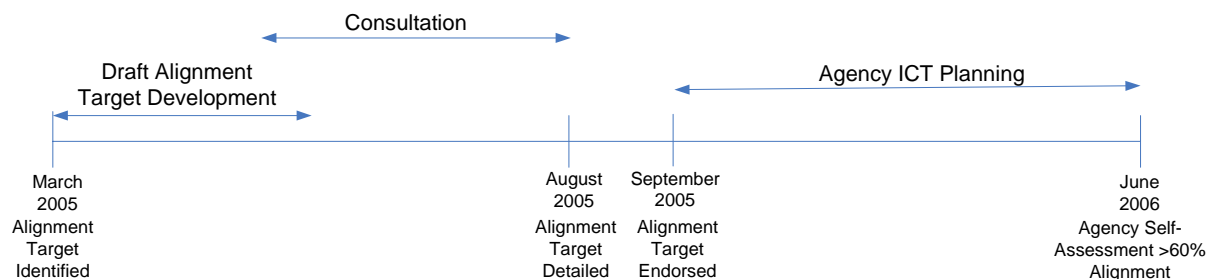 Consultation
Draft Alignment
Target Development
Agency ICT Planning
March
2005
Alignment
Target
Identified
August
2005
Alignment
Target
Detailed
September
2005
Alignment
Target
Endorsed
June
2006
Agency Self-
Assessment >60%
Alignment